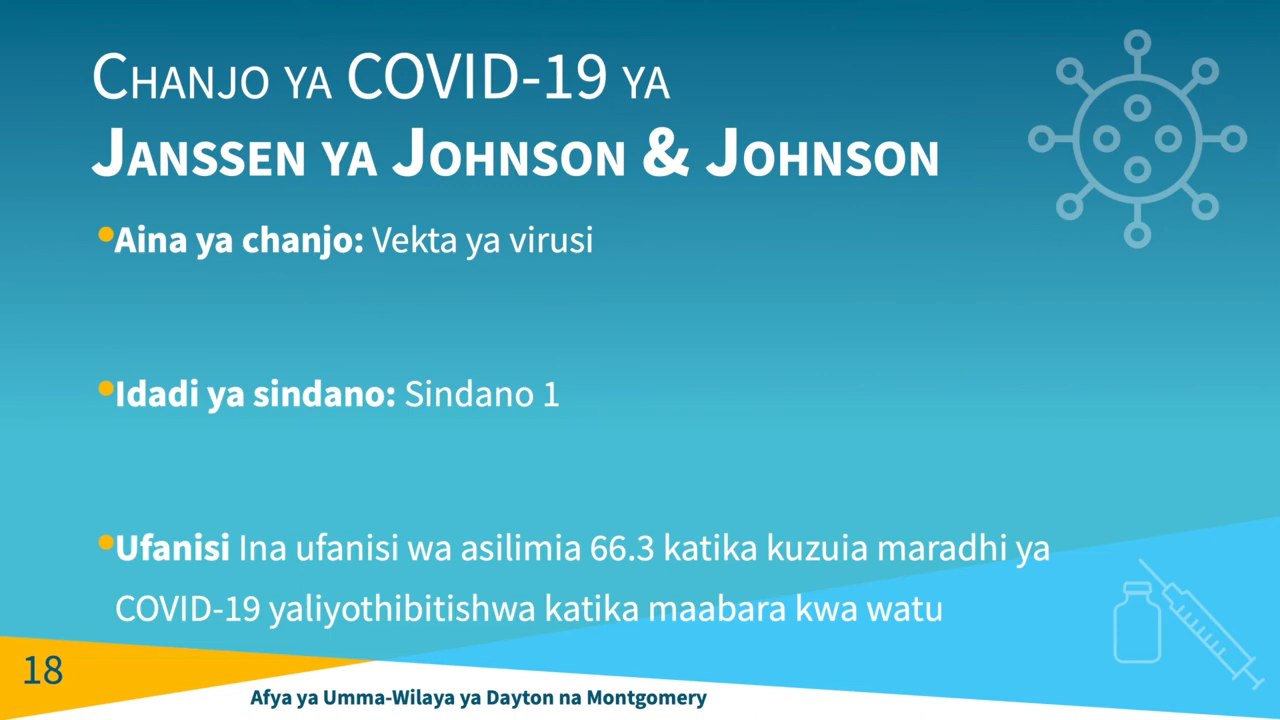 Chanjo ya COVID-19 ya
Janssen ya Johnson & Johnson
•Aina ya chanjo: Vekta ya virusi
•Idadi ya sindano: Sindano 1
•Ufanisi Ina ufanisi wa asilimia 66.3 katika kuzuia maradhi ya
COVID-19 yaliyothibitishwa katika maabara kwa watu
18
Afya ya Umma-Wilaya ya Dayton na Montgomery